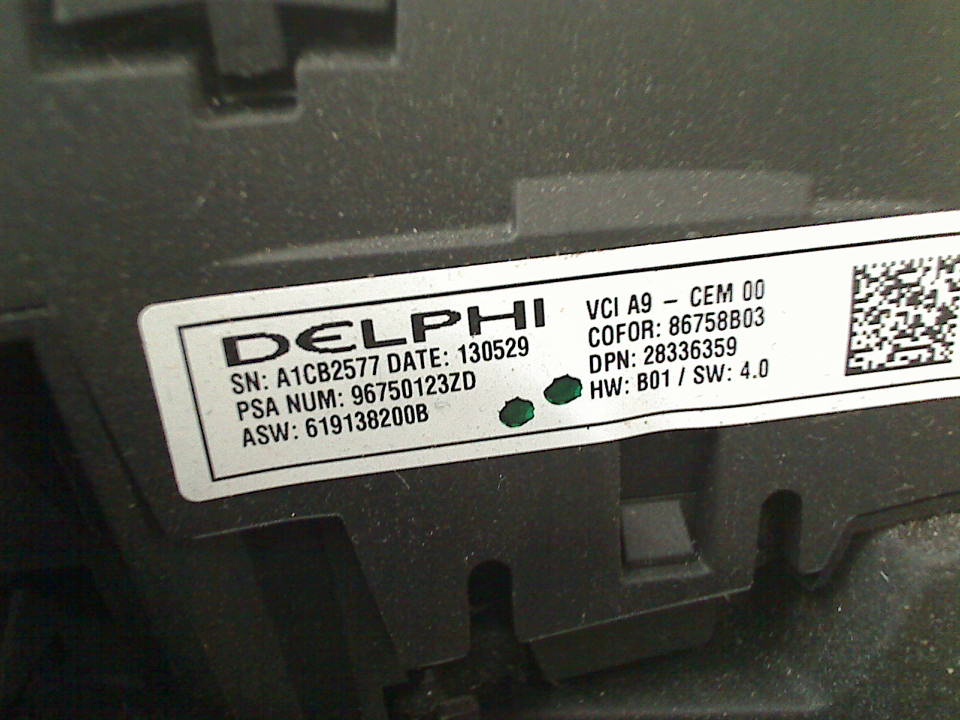 DELPHI
SN: A1CB2577 DATE: 130529
PSA NUM: 96750123ZD
ASW: 619138200B
VCI A9 - CEM 00
COFOR: 86758B03
DPN: 28336359
HW: B01 / SW: 4.0